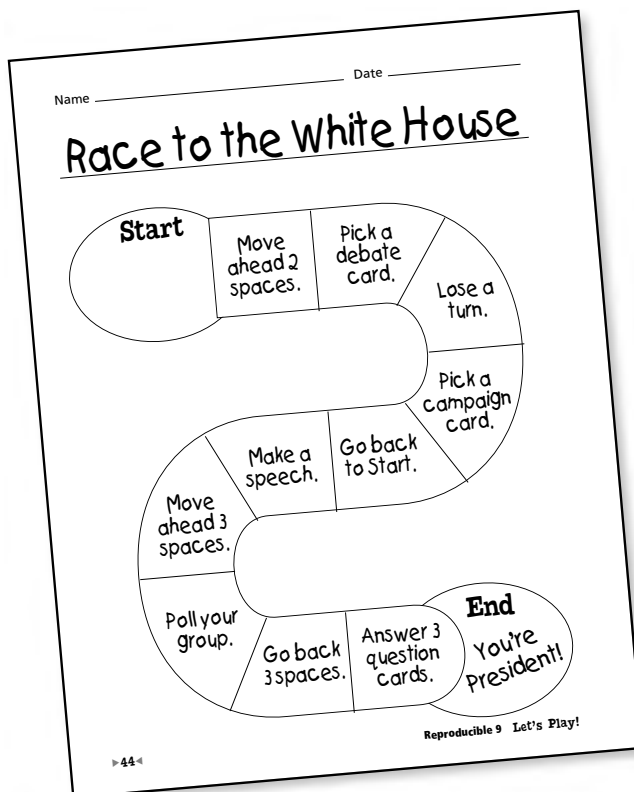 Name Date
Race to the White House
Start
Move
ahead 2
spaces.
Pick a
debate
card.
Lose a
turn.
Pick a
campaign
card.
Go back
to Start.
Make a
speech.
Move
ahead 3
spaces.
Poll your
group.
Go back
3 spaces.
Answer 3
question
cards.
End
You're
President!
Reproducible 9 Let's Play!
44